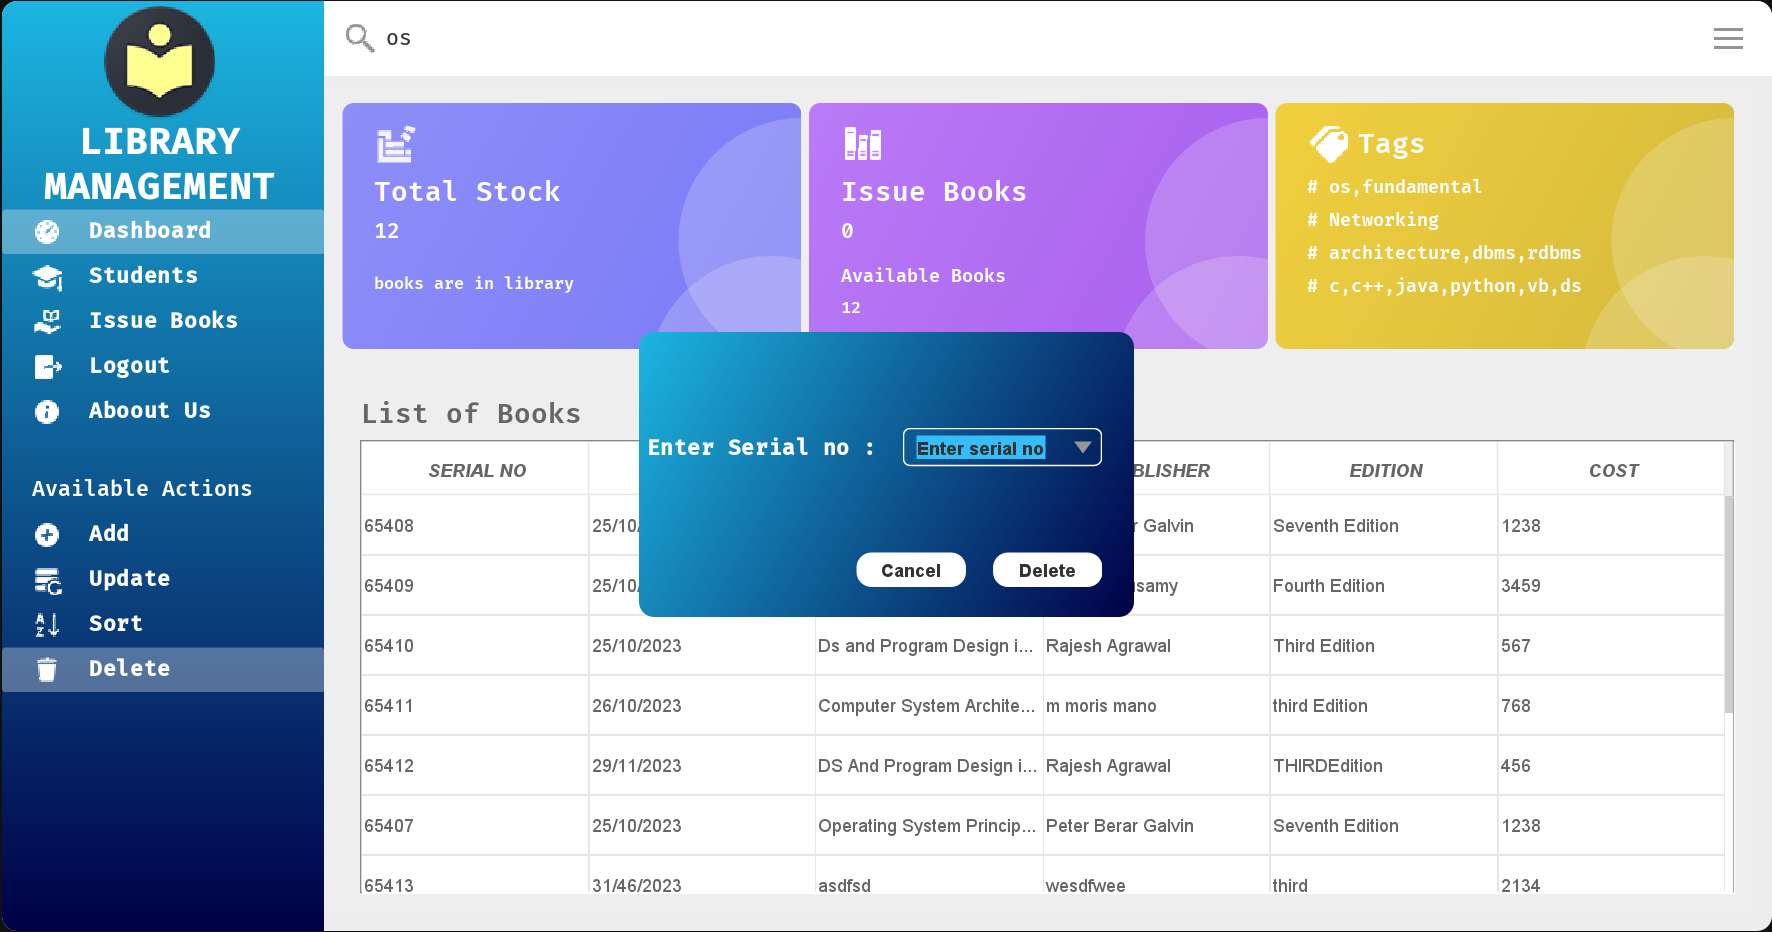 os
LIBRARY
MANAGEMENT
Dashboard
Students
Issue Books
Logout
Aboout Us
Available Actions
Add
Update
Sort
Delete
Total Stock
12
books are in library
Issue Books
0
Available Books
12
Tags
# os,fundamental
# Networking
# architecture,dbms,rdbms
# c,c++,java,python,vb,ds
Enter Serial no : Enter serial no
Cancel Delete
List of Books
SERIAL NO BLISHER EDITION COST
65408 25/10/ r Galvin Seventh Edition 1238
65409 25/10/ samy Fourth Edition 3459
65410 25/10/2023 Ds and Program Design i... Rajesh Agrawal Third Edition 567
65411 26/10/2023 Computer System Archite... m moris mano third Edition 768
65412 29/11/2023 DS And Program Design i... Rajesh Agrawal THIRDEdition 456
65407 25/10/2023 Operating System Princip... Peter Berar Galvin Seventh Edition 1238
65413 31/46/2023 asdfsd wesdfwee third 2134